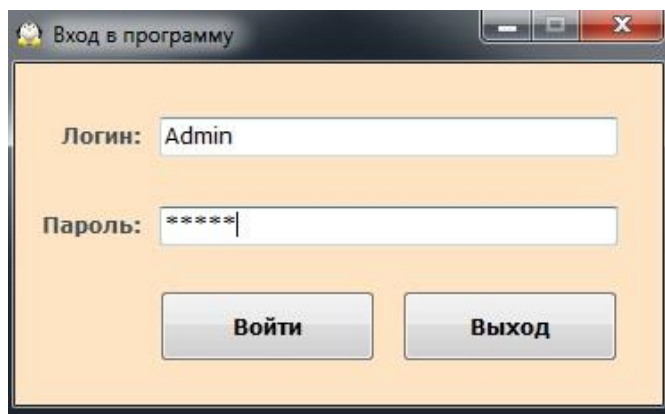 Вход в программу
Логин: Admin
Пароль: *****
Войти Выход